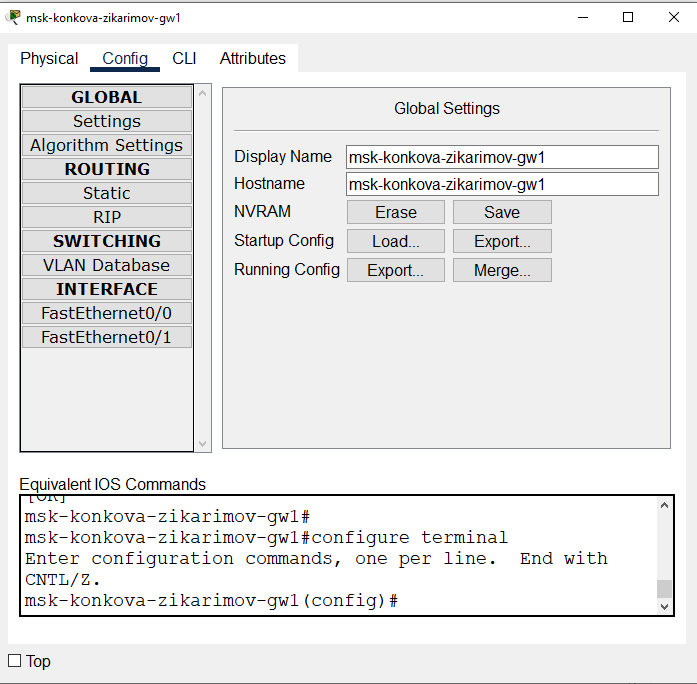 msk-konkova-zikarimov-gw1
Physical Config CLI Attributes
GLOBAL
Settings
Algorithm Settings
ROUTING
Static
RIP
SWITCHING
VLAN Database
INTERFACE
FastEthernet0/0
FastEthernet0/1
Global Settings
Display Name msk-konkova-zikarimov-gw1
Hostname msk-konkova-zikarimov-gw1
NVRAM Erase Save
Startup Config Load... Export...
Running Config Export... Merge...
Equivalent IOS Commands
[OK]
msk-konkova-zikarimov-gw1#
msk-konkova-zikarimov-gw1#configure terminal
Enter configuration commands, one per line.  End with
CNTL/Z.
msk-konkova-zikarimov-gw1(config)#
Top